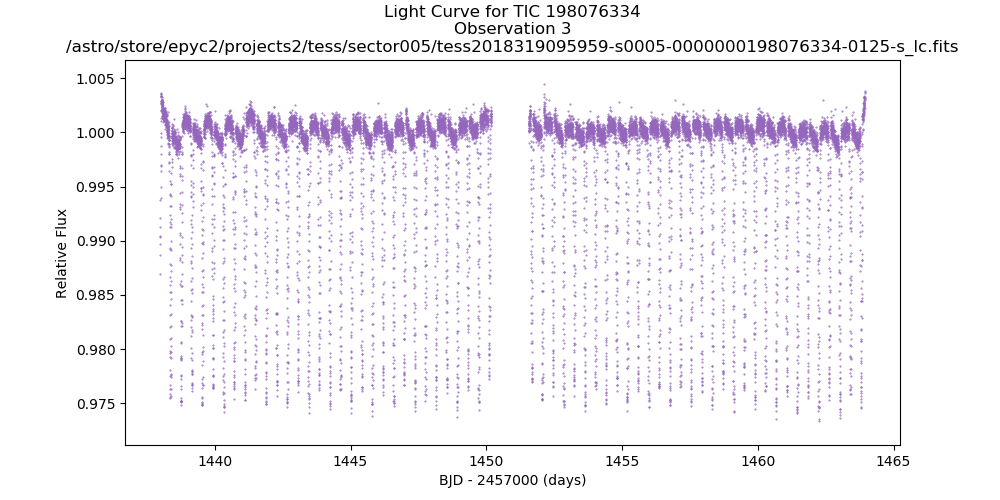 Light Curve for TIC 198076334
Observation 3
/astro/store/epyc2/projects2/tess/sector005/tess2018319095959-s0005-0000000198076334-0125-s_lc.fits
1.005
1.000
0.995
0.990
0.985
0.980
0.975
Relative Flux
1440
1445
1450
1455
1460
1465
BJD - 2457000 (days)